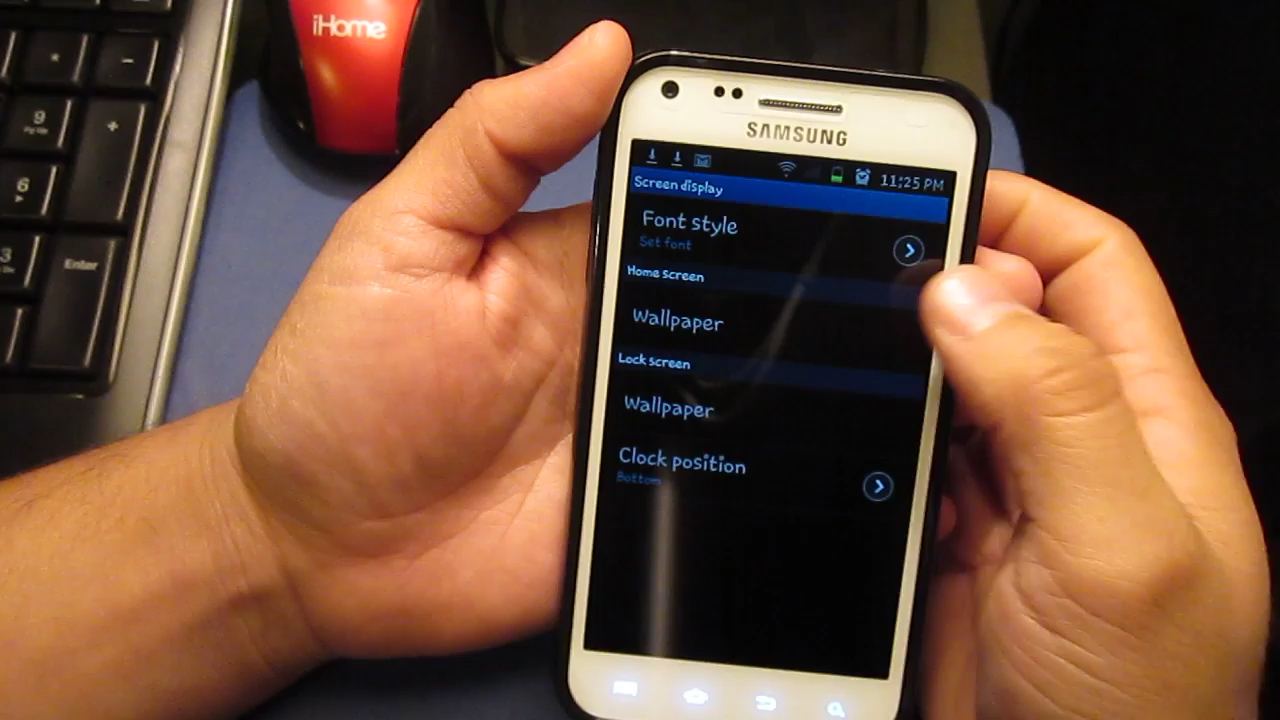 iHome
*
-
9
PgUp
+
6
3
Enter
SAMSUNG
11:25 PM
Screen display
Font style
Set font
Home screen
Wallpaper
Lock screen
Wallpaper
Clock position
Bottom